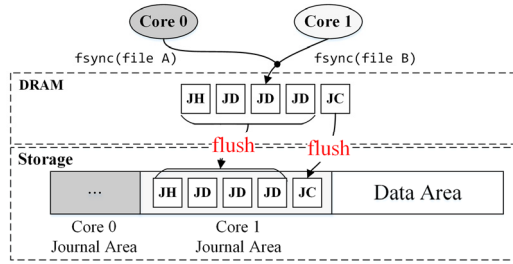 Core 0 Core 1
fsync(file A) fsync(file B)
DRAM
JH JD JD JD JC
flush flush
Storage
... JH JD JD JD JC Data Area
Core 0 Core 1
Journal Area Journal Area